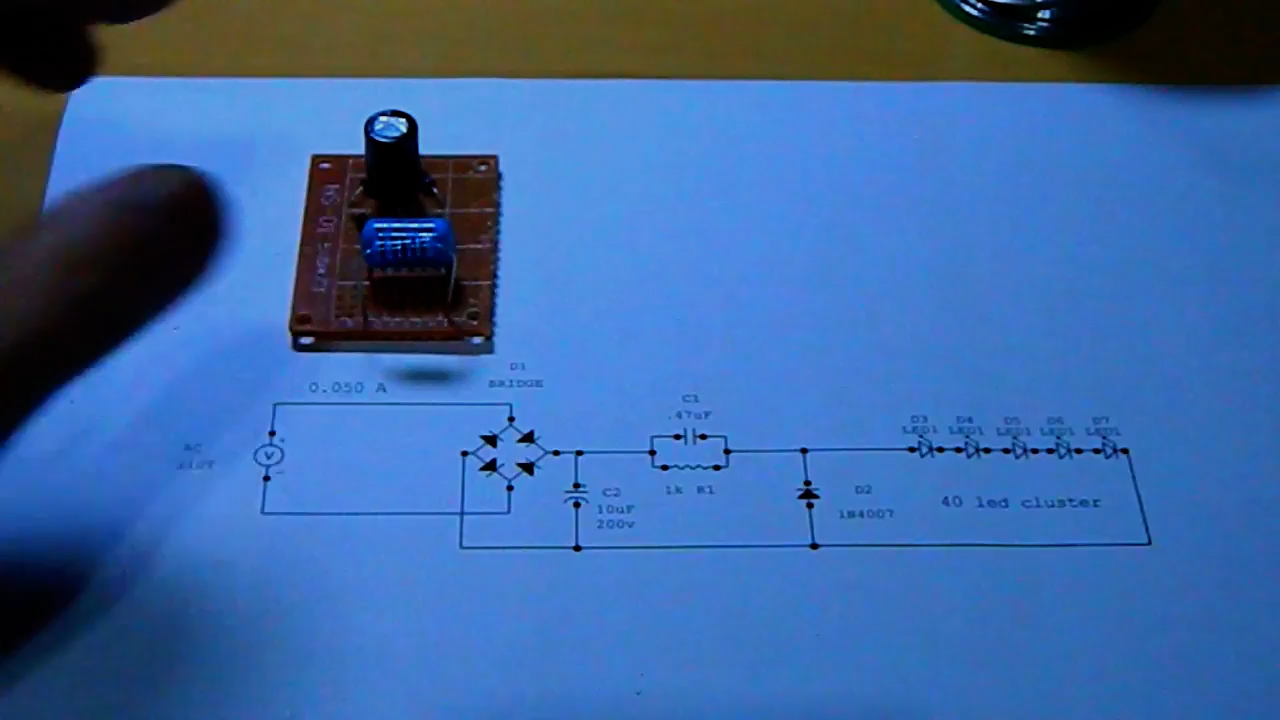 0.050 A
D1
BRIDGE
AC
C1
.47uF
D3 D4 D5 D6 D7
LED1 LED1 LED1 LED1 LED1
V
1k R1
C2
10uF
200v
D2
1N4007
40 led cluster